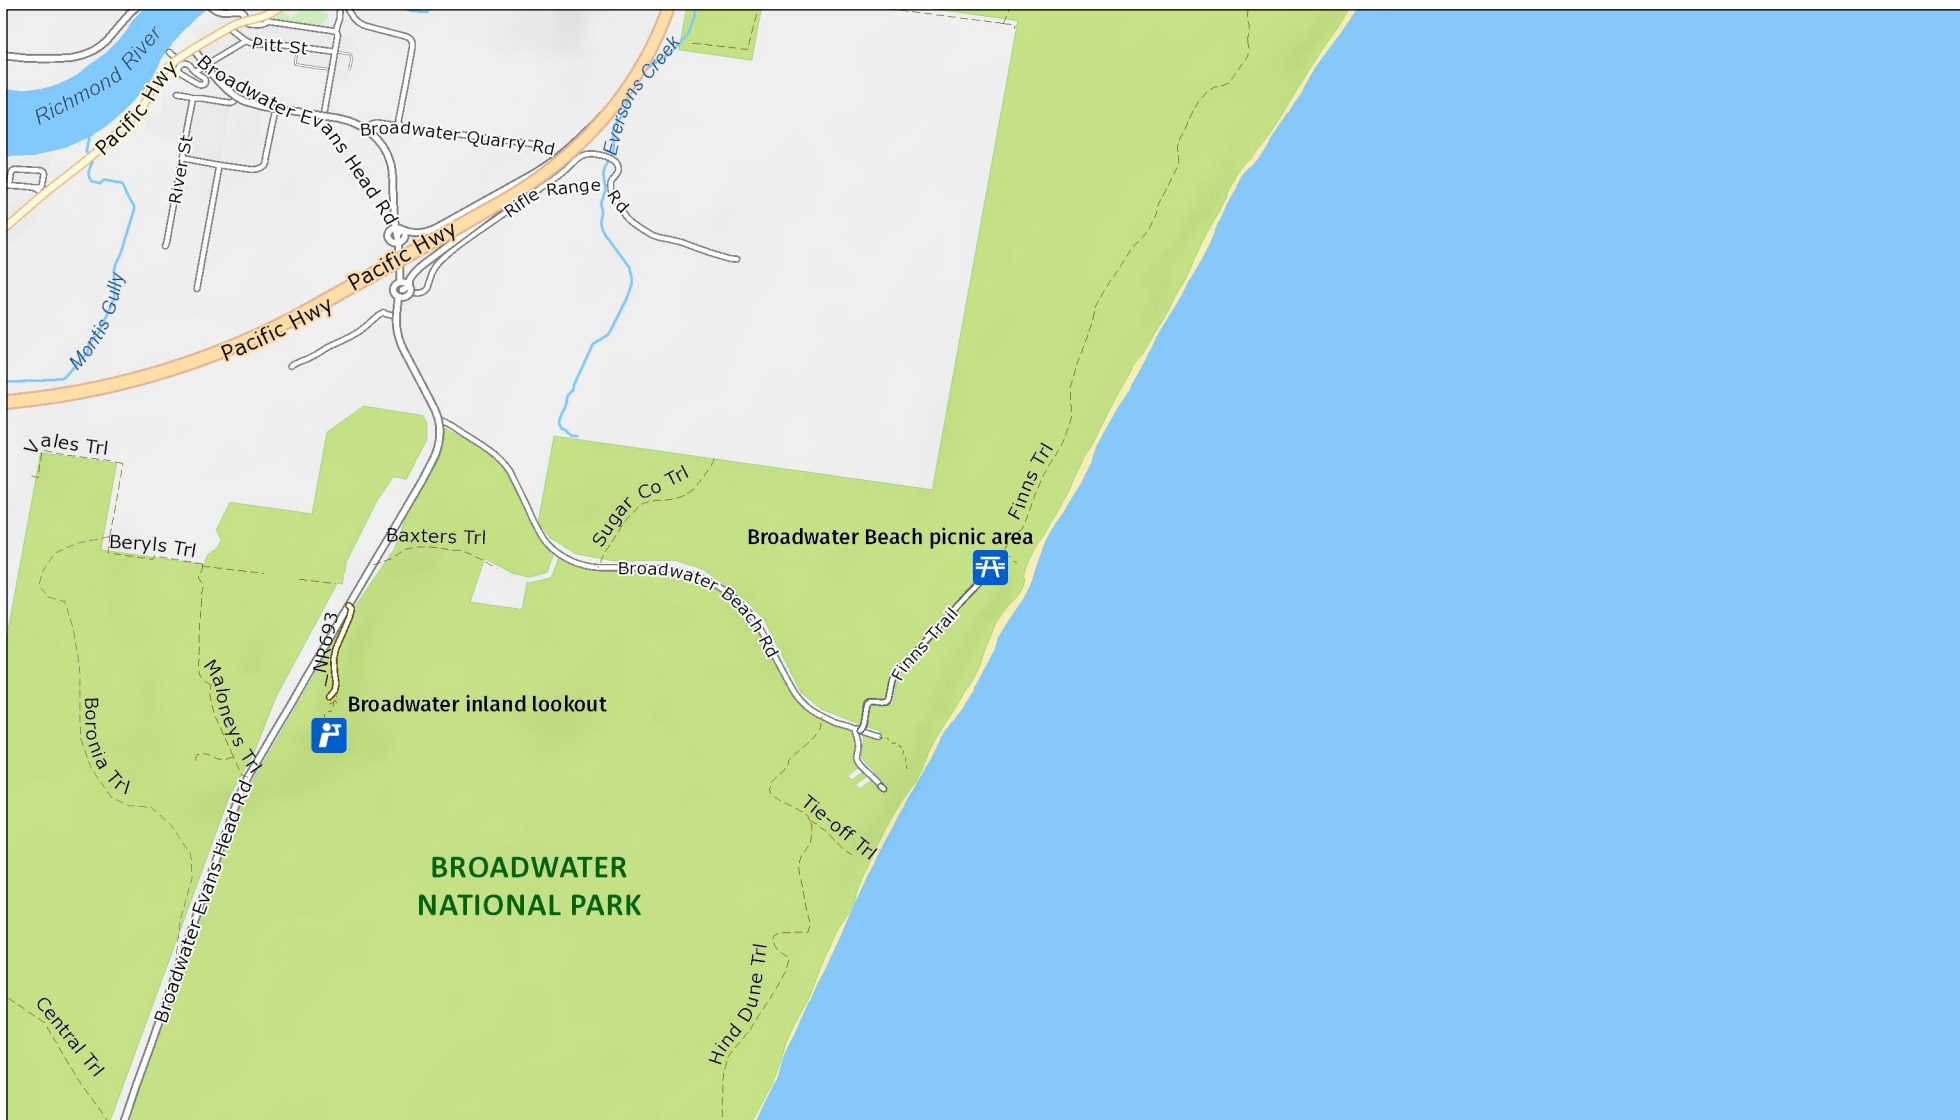 Richmond River
Pitt St
Pacific Hwy
Broadwater Evans Head Rd
Eversons Creek
Broadwater Quarry Rd
River St
Rifle Range Rd
Pacific Hwy
Pacific Hwy
Montis Gully
Vales Trl
Sugar Co Trl
Finns Trl
Baxters Trl
Beryls Trl
Broadwater Beach picnic area
Broadwater Beach Rd
NR693
Finns Trail
Maloneys Trl
Broadwater inland lookout
Boronia Trl
Tie-off Trl
Broadwater Evans Head Rd
BROADWATER
NATIONAL PARK
Hind Dune Trl
Central Trl